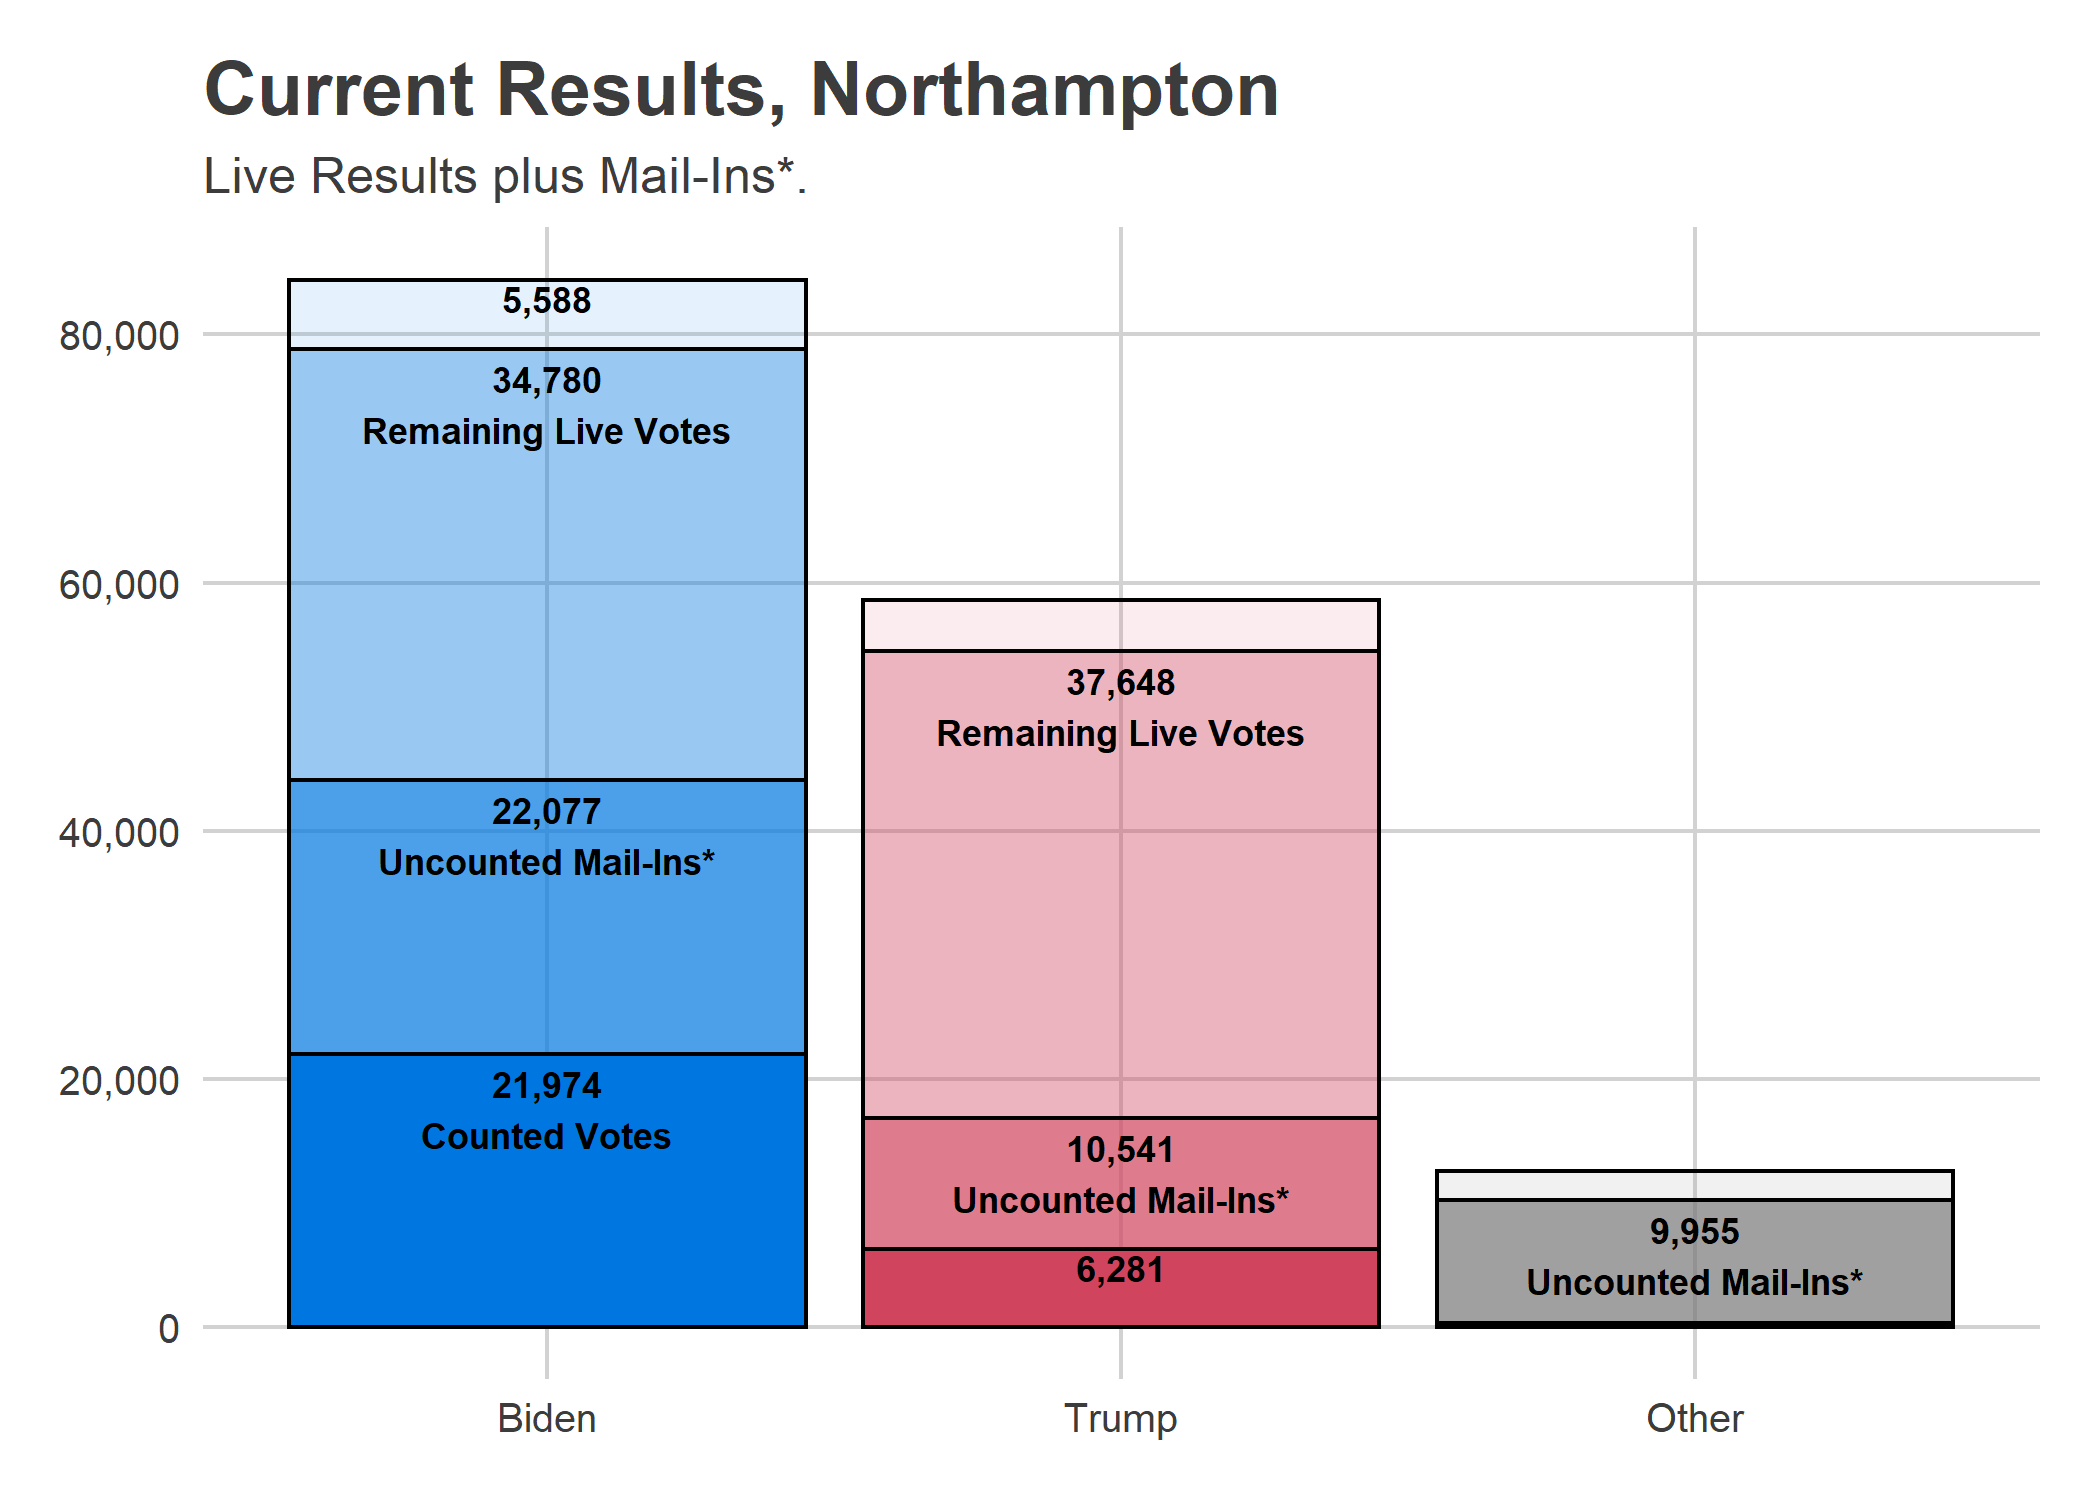 Current Results, Northampton
Live Results plus Mail-Ins*.
80,000
60,000
40,000
20,000
0
5,588
34,780
Remaining Live Votes
22,077
Uncounted Mail-Ins*
21,974
Counted Votes
37,648
Remaining Live Votes
10,541
Uncounted Mail-Ins*
6,281
9,955
Uncounted Mail-Ins*
Biden
Trump
Other